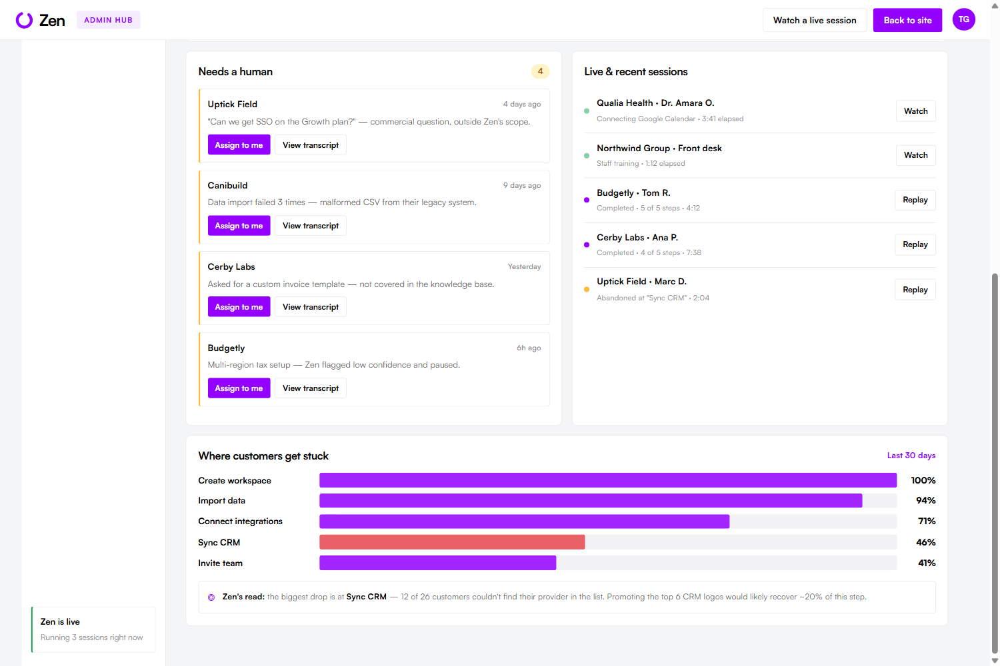 Zen
ADMIN HUB
Watch a live session
Back to site
TG
Needs a human
4
Uptick Field
4 days ago
"Can we get SSO on the Growth plan?" — commercial question, outside Zen's scope.
Assign to me
View transcript
Canibuild
9 days ago
Data import failed 3 times — malformed CSV from their legacy system.
Assign to me
View transcript
Cerby Labs
Yesterday
Asked for a custom invoice template — not covered in the knowledge base.
Assign to me
View transcript
Budgetly
6h ago
Multi-region tax setup — Zen flagged low confidence and paused.
Assign to me
View transcript
Live & recent sessions
Qualia Health · Dr. Amara O.
Connecting Google Calendar · 3:41 elapsed
Watch
Northwind Group · Front desk
Staff training · 1:12 elapsed
Watch
Budgetly · Tom R.
Completed · 5 of 5 steps · 4:12
Replay
Cerby Labs · Ana P.
Completed · 4 of 5 steps · 7:38
Replay
Uptick Field · Marc D.
Abandoned at "Sync CRM" · 2:04
Replay
Where customers get stuck
Last 30 days
Create workspace
100%
Import data
94%
Connect integrations
71%
Sync CRM
46%
Invite team
41%
Zen's read: the biggest drop is at Sync CRM — 12 of 26 customers couldn't find their provider in the list. Promoting the top 6 CRM logos would likely recover ~20% of this step.
Zen is live
Running 3 sessions right now